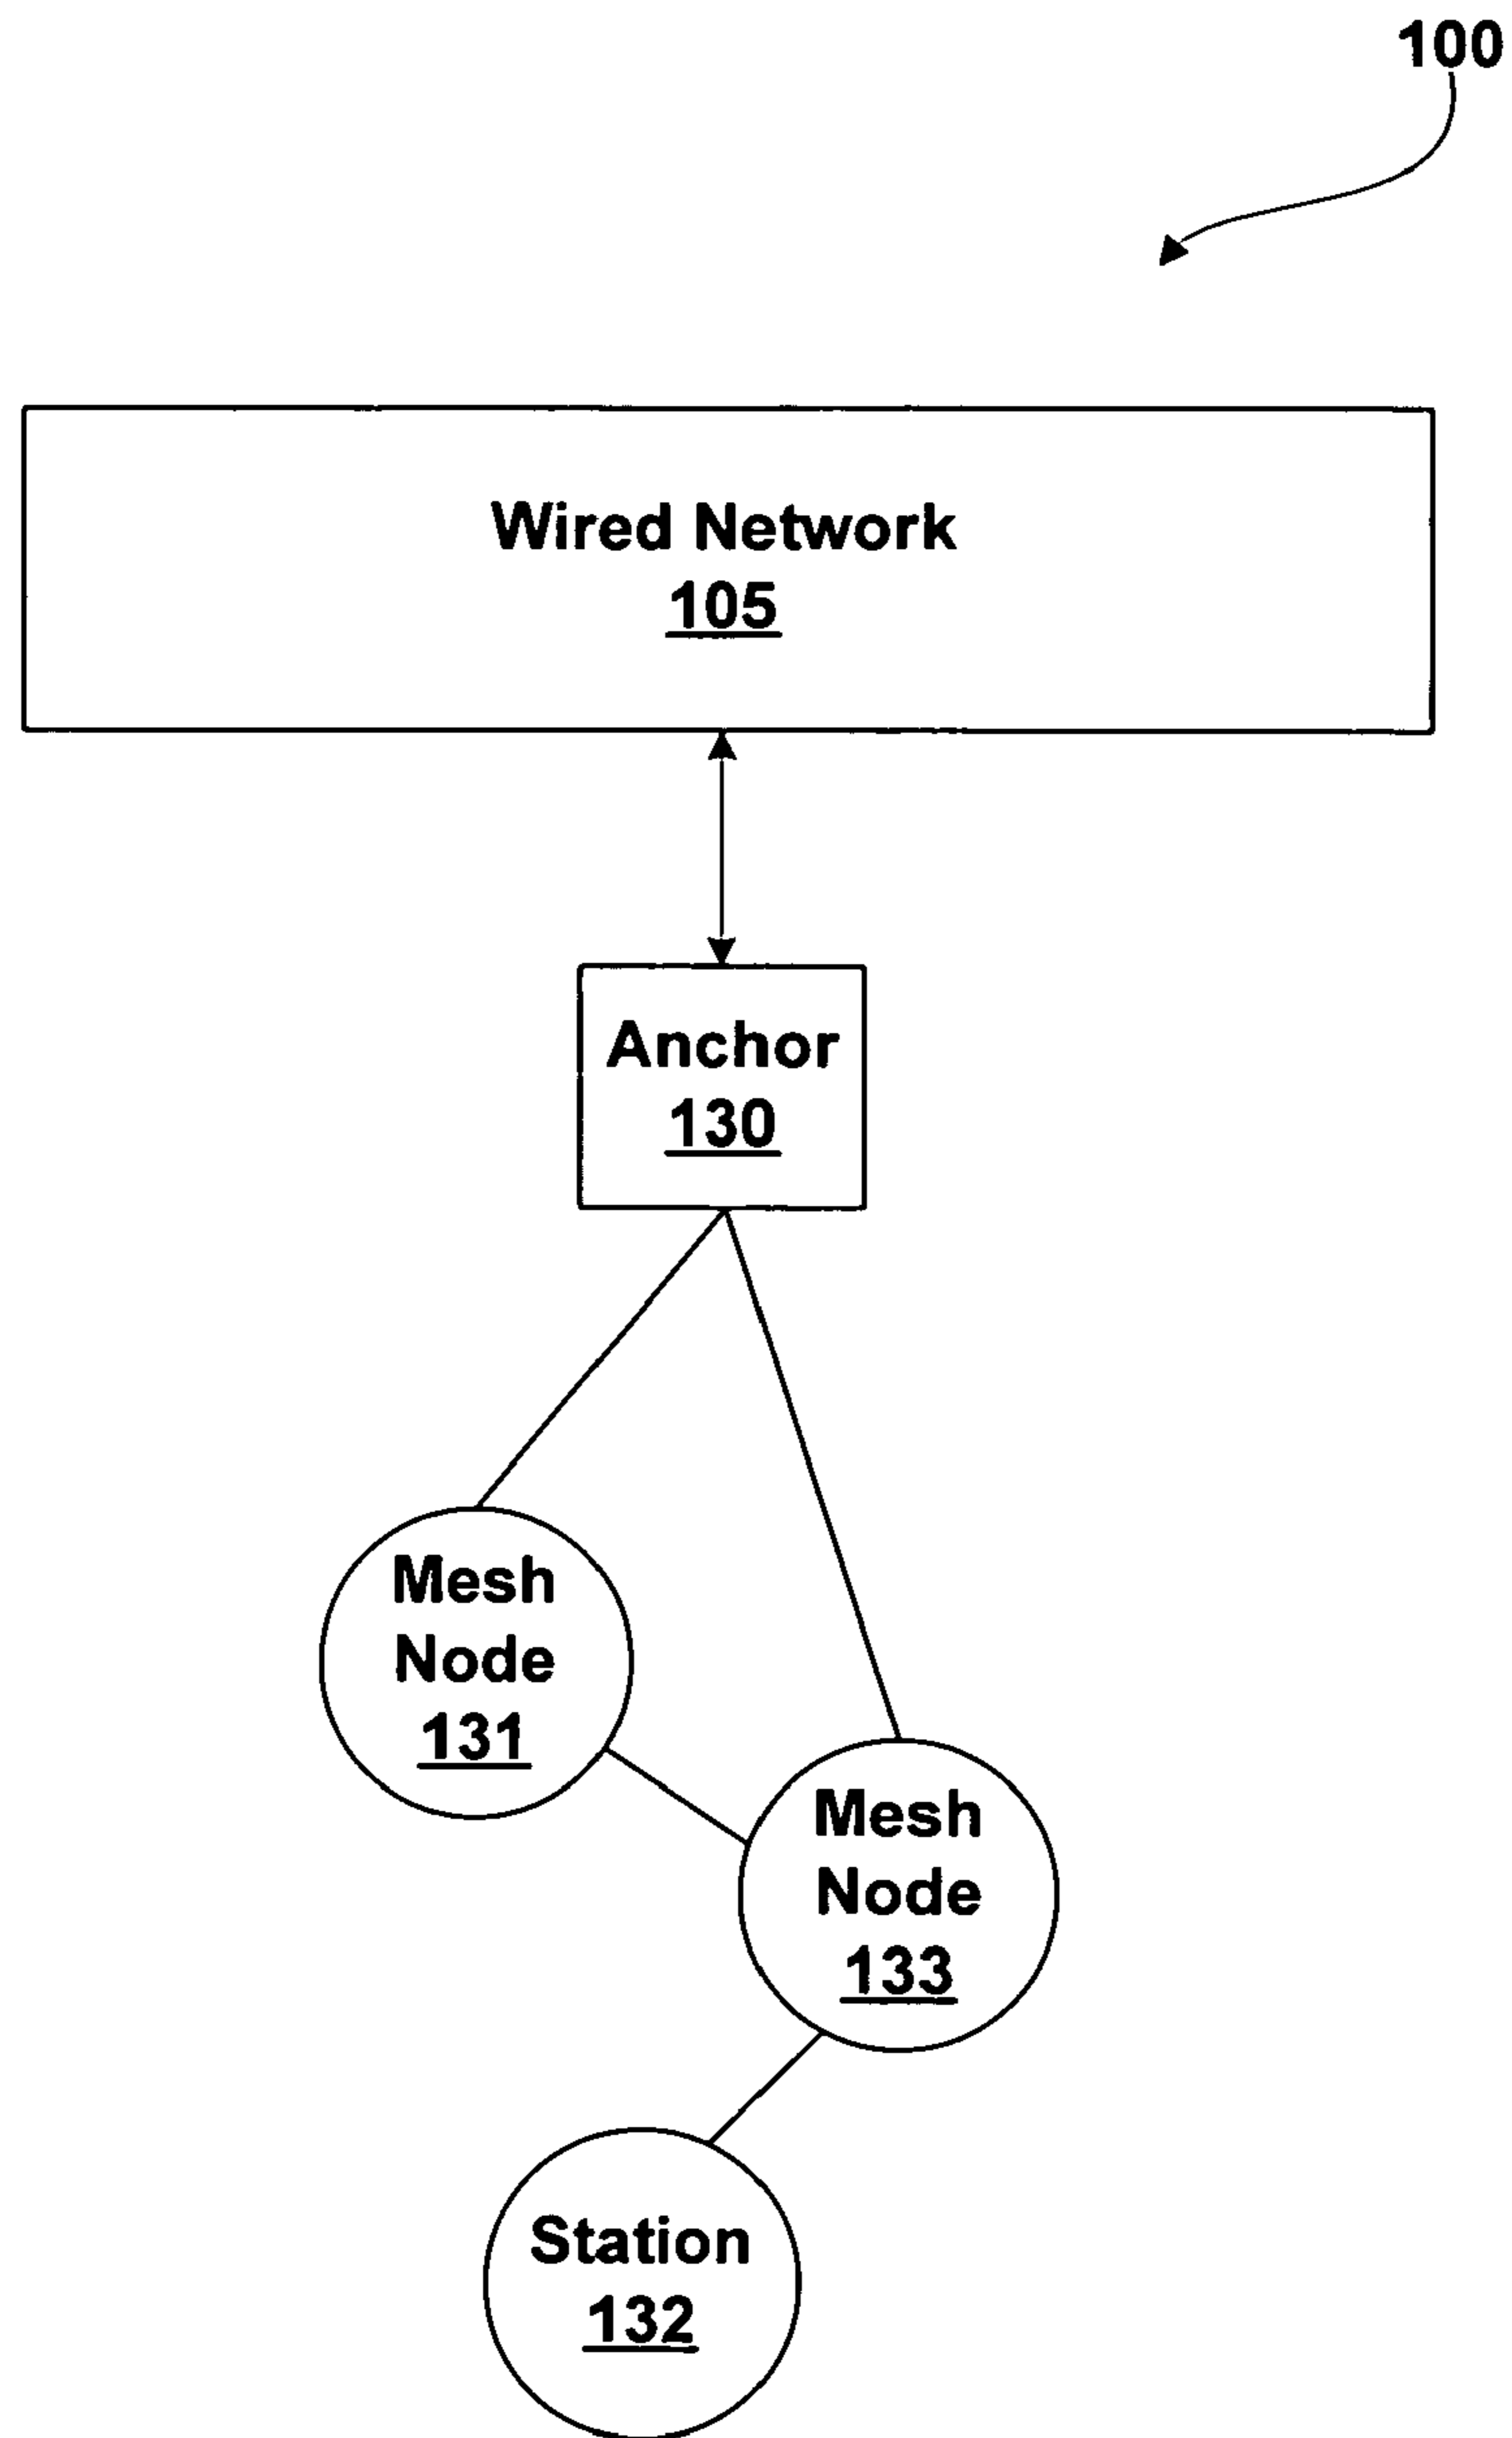 100
Wired Network
105
Anchor
130
Mesh
Node
131
Mesh
Node
133
Station
132